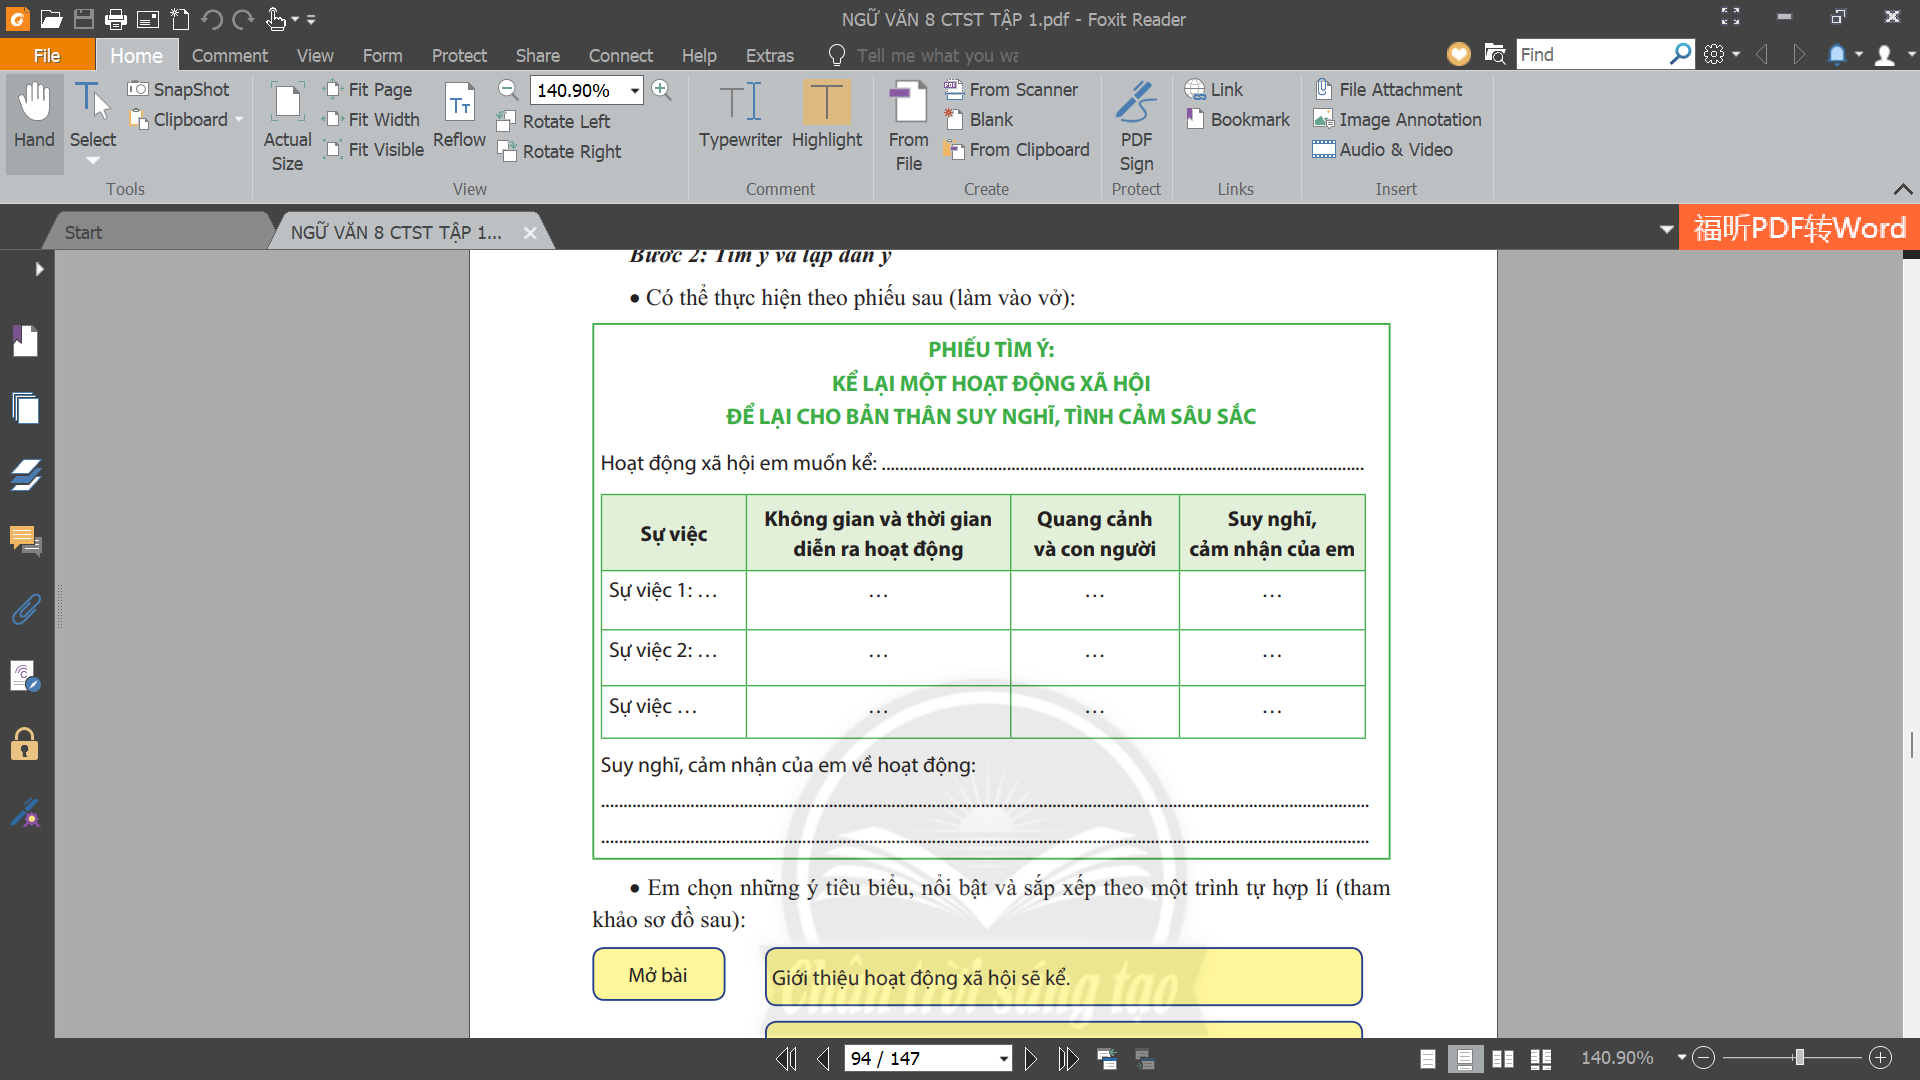 NGỮ VĂN 8 CTST TẬP 1.pdf - Foxit Reader
File Home Comment View Form Protect Share Connect Help Extras Tell me what you wa Find
Hand Select SnapShot Clipboard
Tools
Actual Size Fit Page Fit Width Fit Visible Reflow 140.90% Rotate Left Rotate Right
View
Typewriter Highlight
Comment
From File From Scanner Blank From Clipboard
Create
PDF Sign
Protect
Link Bookmark
Links
File Attachment Image Annotation Audio & Video
Insert
Start NGỮ VĂN 8 CTST TẬP 1... 福昕PDF转Word
Bước 2: Tìm ý và lập dàn ý
• Có thể thực hiện theo phiếu sau (làm vào vở):
PHIẾU TÌM Ý:
KỂ LẠI MỘT HOẠT ĐỘNG XÃ HỘI
ĐỂ LẠI CHO BẢN THÂN SUY NGHĨ, TÌNH CẢM SÂU SẮC
Hoạt động xã hội em muốn kể: ........................................
Sự việc Không gian và thời gian diễn ra hoạt động Quang cảnh và con người Suy nghĩ, cảm nhận của em
Sự việc 1: … … … …
Sự việc 2: … … … …
Sự việc … … … …
Suy nghĩ, cảm nhận của em về hoạt động:
........................................
........................................
• Em chọn những ý tiêu biểu, nổi bật và sắp xếp theo một trình tự hợp lí (tham
khảo sơ đồ sau):
Mở bài Giới thiệu hoạt động xã hội sẽ kể.
Chân trời sáng tạo
94 / 147 140.90%